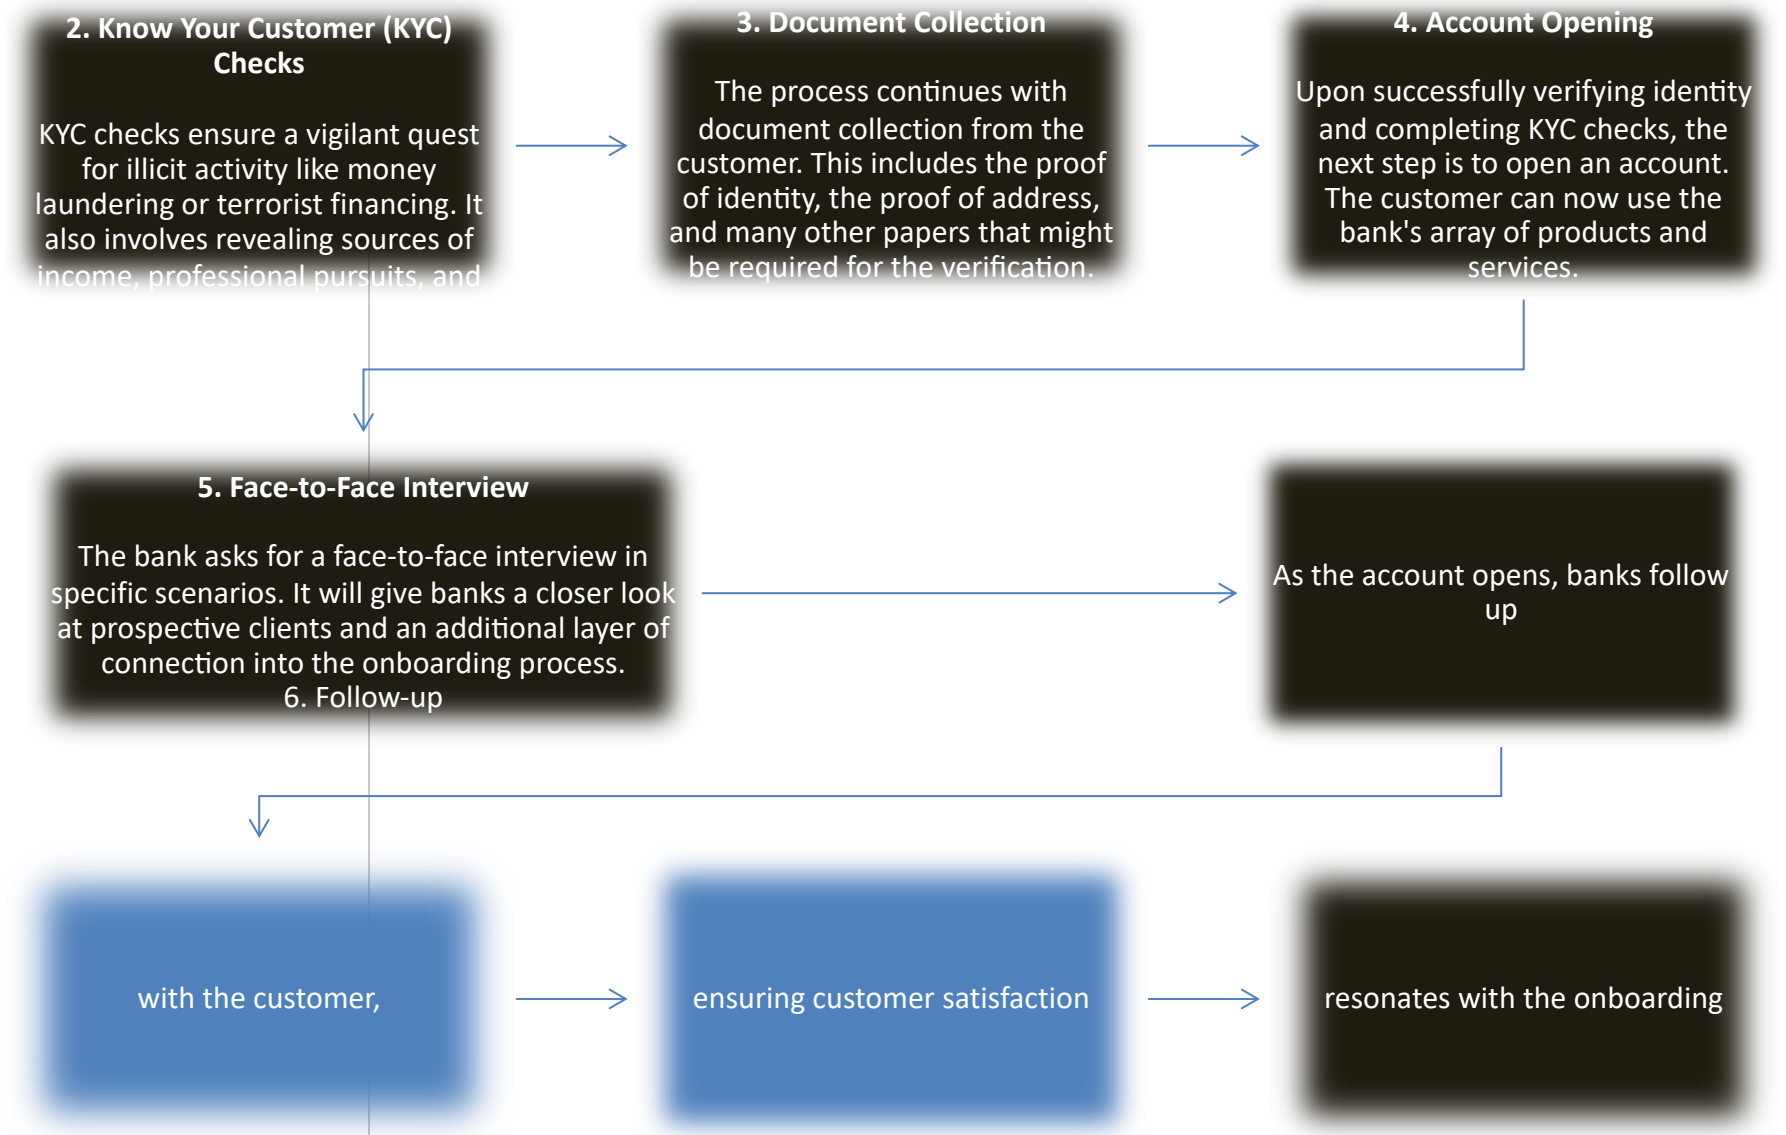 2. Know Your Customer (KYC)
Checks
KYC checks ensure a vigilant quest
for illicit activity like money
laundering or terrorist financing. It
also involves revealing sources of
income, professional pursuits, and
3. Document Collection
The process continues with
document collection from the
customer. This includes the proof
of identity, the proof of address,
and many other papers that might
be required for the verification.
4. Account Opening
Upon successfully verifying identity
and completing KYC checks, the
next step is to open an account.
The customer can now use the
bank's array of products and
services.
5. Face-to-Face Interview
The bank asks for a face-to-face interview in
specific scenarios. It will give banks a closer look
at prospective clients and an additional layer of
connection into the onboarding process.
6. Follow-up
As the account opens, banks follow
up
with the customer,
ensuring customer satisfaction
resonates with the onboarding